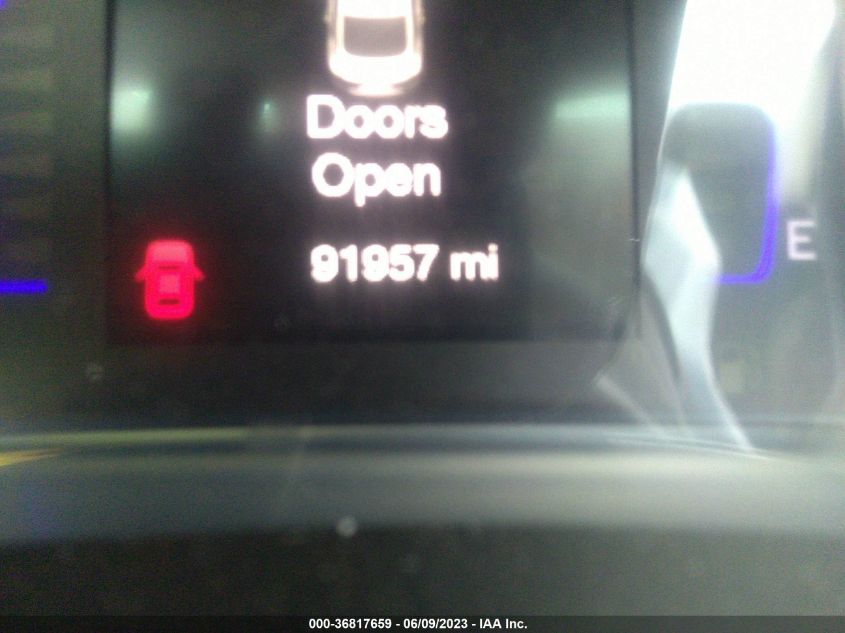 Doors
Open
91957 mi
E
000-36817659 - 06/09/2023 - IAA Inc.